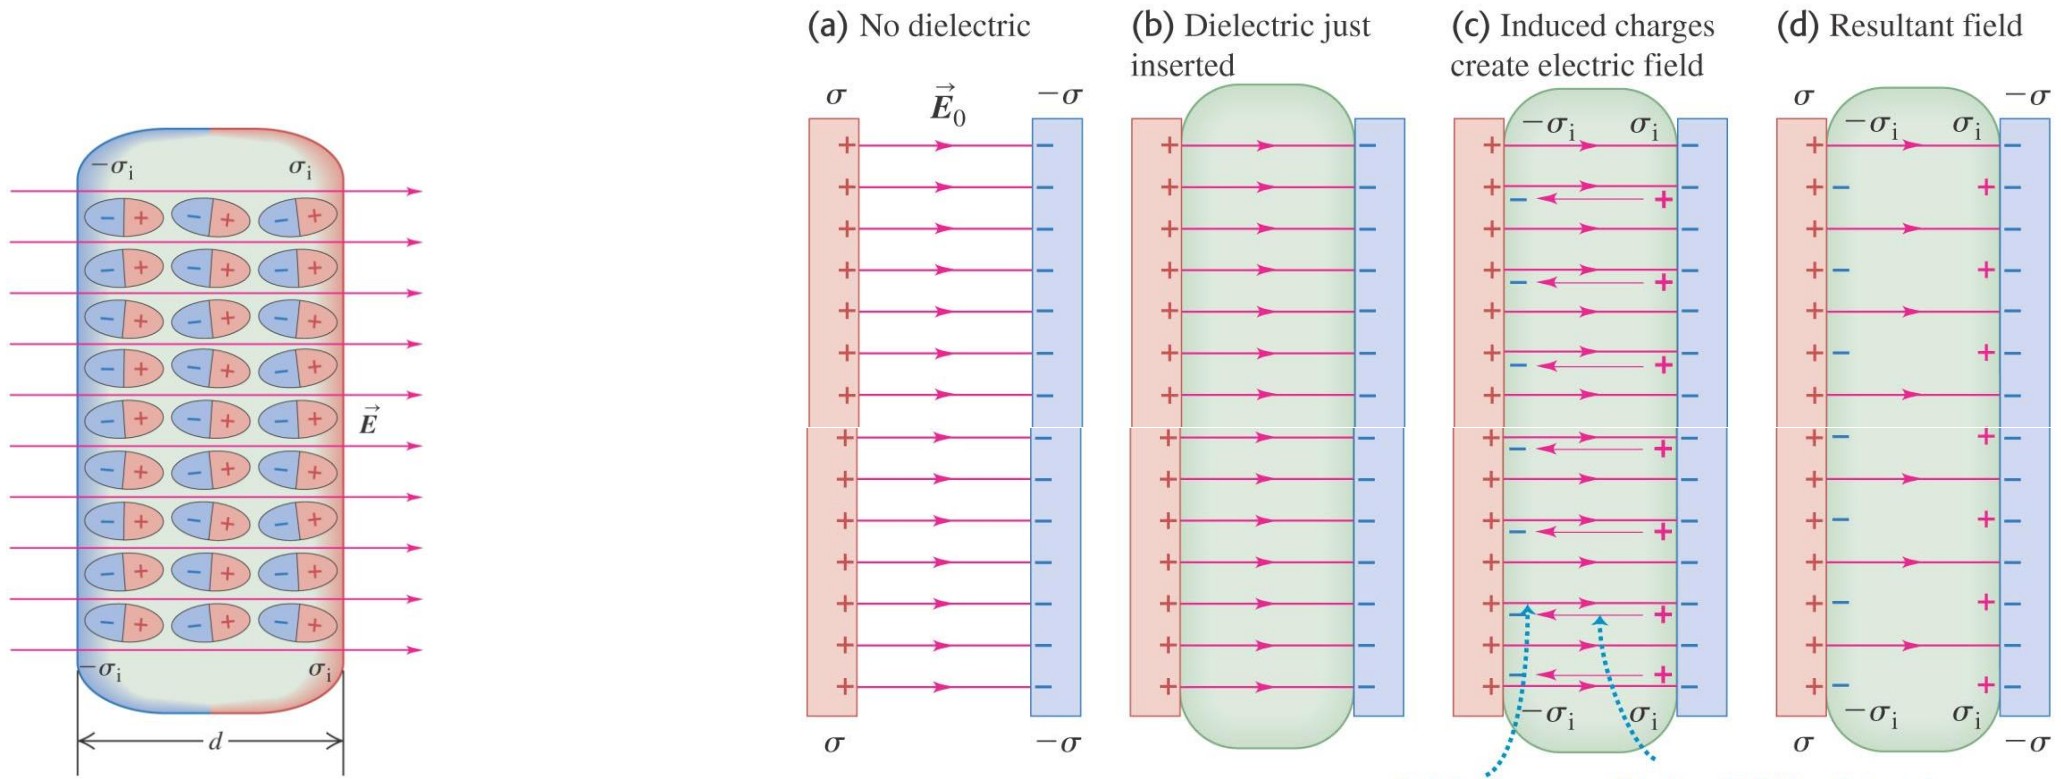 −σi σi
E⃗
−σi σi
d
(a) No dielectric
σ E⃗0 −σ
σ −σ
(b) Dielectric just
inserted
(c) Induced charges
create electric field
−σi σi
−σi σi
(d) Resultant field
σ −σi σi −σ
σ −σi σi −σ